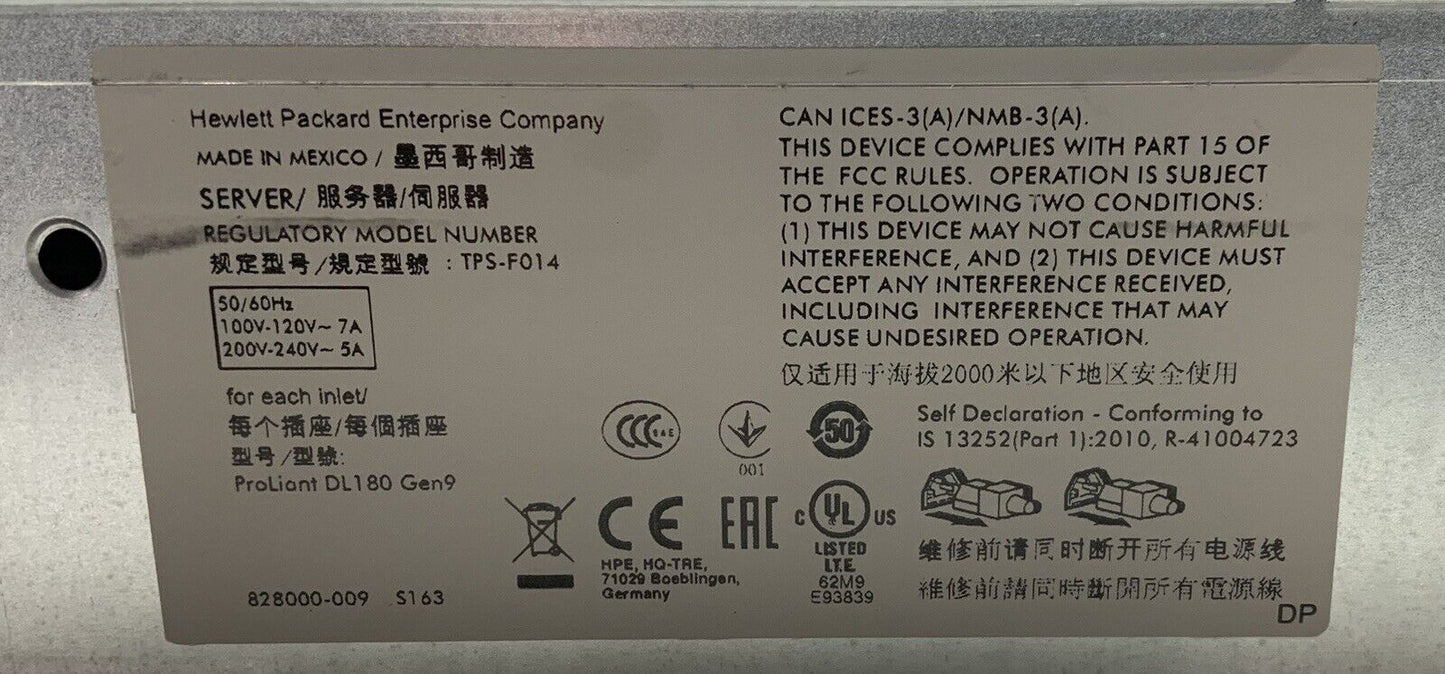 Hewlett Packard Enterprise Company
MADE IN MEXICO / 墨西哥制造
SERVER/ 服务器/伺服器
REGULATORY MODEL NUMBER
规定型号/規定型號 : TPS-F014
50/60Hz
100V-120V~ 7A
200V-240V~ 5A
for each inlet/
每个插座/每個插座
型号/型號:
ProLiant DL180 Gen9
828000-009 S163
CAN ICES-3(A)/NMB-3(A).
THIS DEVICE COMPLIES WITH PART 15 OF
THE FCC RULES. OPERATION IS SUBJECT
TO THE FOLLOWING TWO CONDITIONS:
(1) THIS DEVICE MAY NOT CAUSE HARMFUL
INTERFERENCE, AND (2) THIS DEVICE MUST
ACCEPT ANY INTERFERENCE RECEIVED,
INCLUDING INTERFERENCE THAT MAY
CAUSE UNDESIRED OPERATION.
仅适用于海拔2000米以下地区安全使用
CCC S&E
001
50
Self Declaration - Conforming to
IS 13252(Part 1):2010, R-41004723
CE
HPE, HQ-TRE,
71029 Boeblingen,
Germany
EAC
C UL US
LISTED
I.T.E.
62M9
E93839
维修前请同时断开所有电源线
維修前請同時斷開所有電源線
DP